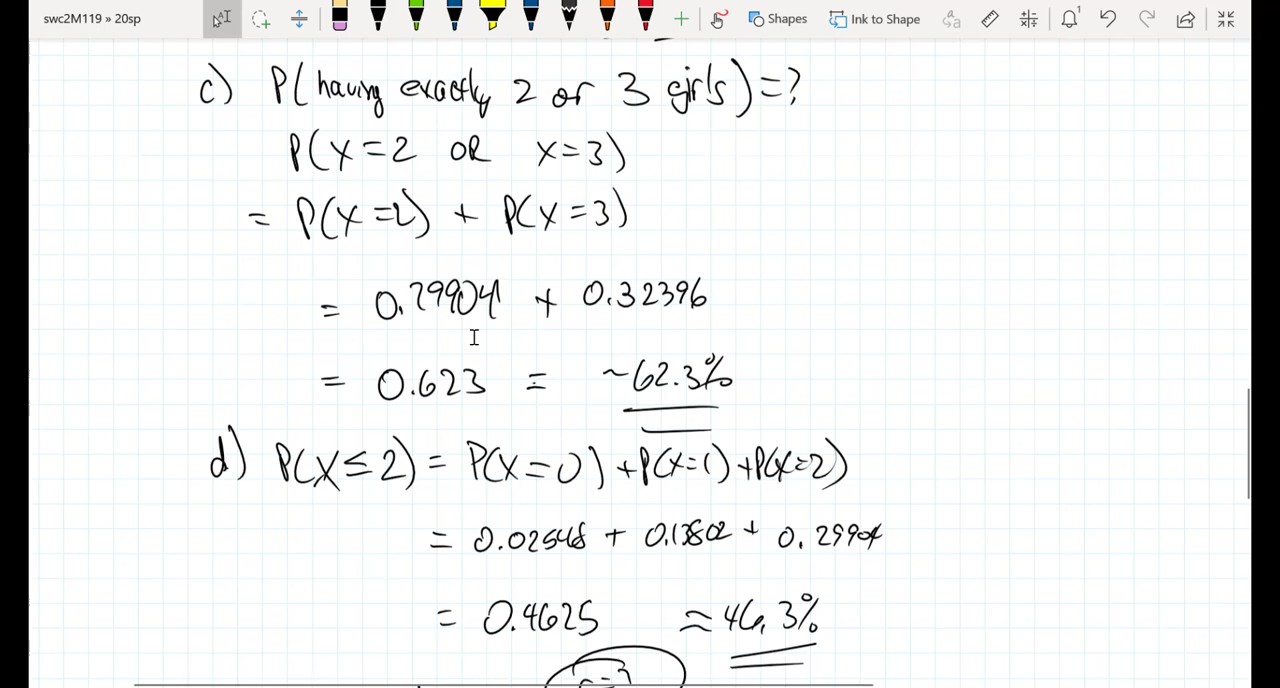 swc2M119 » 20sp
Shapes
Ink to Shape
c) P(having exactly 2 or 3 girls) = ?
P(X=2 OR X=3)
= P(X=2) + P(X=3)
= 0.29904 + 0.32396
= 0.623 = ~62.3%
d) P(X≤2) = P(X=0) + P(X=1) + P(X=2)
= 0.02548 + 0.13802 + 0.29904
= 0.4625 ≈ 46.3%